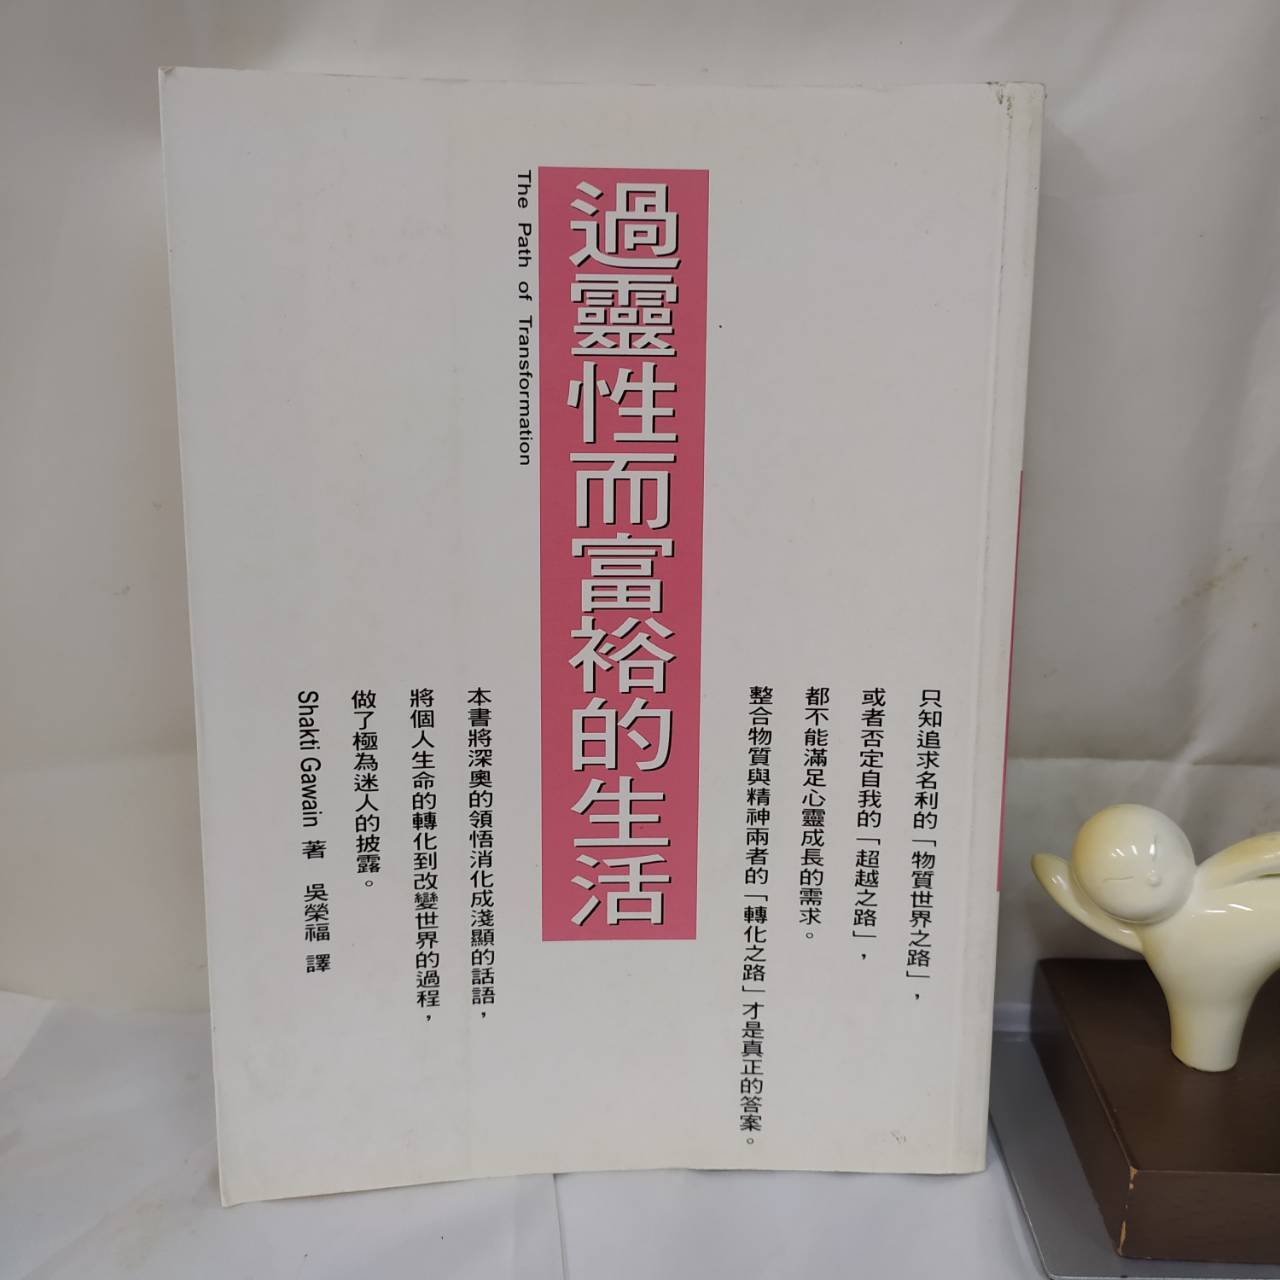 只知追求名利的「物質世界之路」，
或者否定自我的「超越之路」，
都不能滿足心靈成長的需求。
整合物質與精神兩者的「轉化之路」才是真正的答案。
過靈性而富裕的生活
The Path of Transformation
本書將深奧的領悟消化成淺顯的話語，
將個人生命的轉化到改變世界的過程，
做了極為迷人的披露。
Shakti Gawain 著 吳榮福 譯